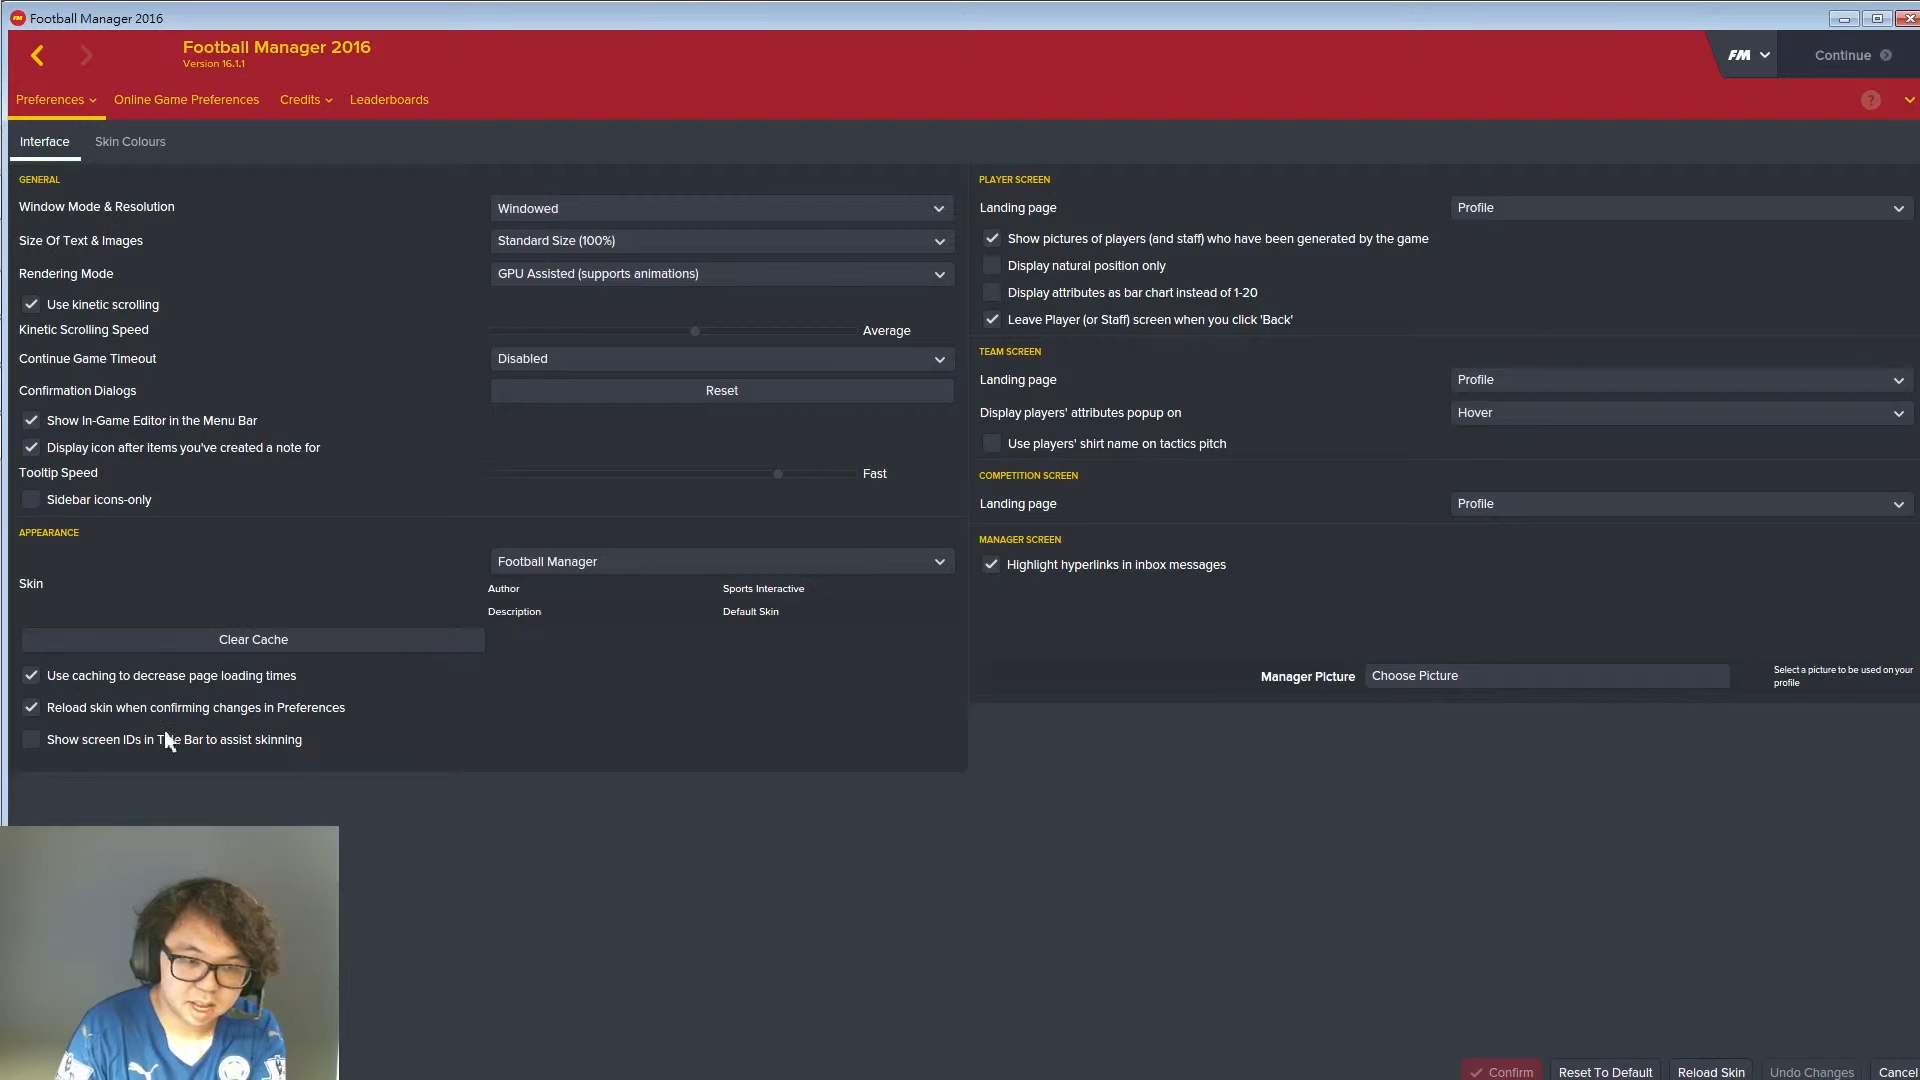 Football Manager 2016
Football Manager 2016
Version 16.1.1
FM
Continue
Preferences
Online Game Preferences
Credits
Leaderboards
?
Interface
Skin Colours
GENERAL
Window Mode & Resolution
Windowed
Size Of Text & Images
Standard Size (100%)
Rendering Mode
GPU Assisted (supports animations)
Use kinetic scrolling
Kinetic Scrolling Speed
Average
Continue Game Timeout
Disabled
Confirmation Dialogs
Reset
Show In-Game Editor in the Menu Bar
Display icon after items you've created a note for
Tooltip Speed
Fast
Sidebar icons-only
APPEARANCE
Football Manager
Skin
Author
Sports Interactive
Description
Default Skin
Clear Cache
Use caching to decrease page loading times
Reload skin when confirming changes in Preferences
Show screen IDs in Title Bar to assist skinning
PLAYER SCREEN
Landing page
Profile
Show pictures of players (and staff) who have been generated by the game
Display natural position only
Display attributes as bar chart instead of 1-20
Leave Player (or Staff) screen when you click 'Back'
TEAM SCREEN
Landing page
Profile
Display players' attributes popup on
Hover
Use players' shirt name on tactics pitch
COMPETITION SCREEN
Landing page
Profile
MANAGER SCREEN
Highlight hyperlinks in inbox messages
Manager Picture
Choose Picture
Select a picture to be used on your
profile
Confirm
Reset To Default
Reload Skin
Undo Changes
Cancel